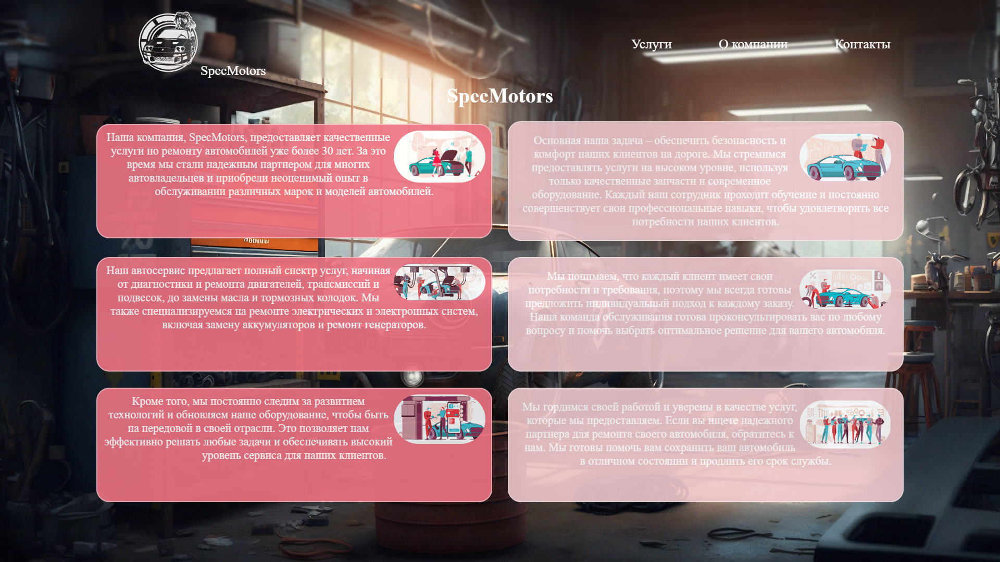 SpecMotors
Услуги
О компании
Контакты
SpecMotors
Наша компания, SpecMotors, предоставляет качественные
услуги по ремонту автомобилей уже более 30 лет. За это
время мы стали надежным партнером для многих
автовладельцев и приобрели неоценимый опыт в
обслуживании различных марок и моделей автомобилей.
Основная наша задача – обеспечить безопасность и
комфорт наших клиентов на дороге. Мы стремимся
предоставлять услуги на высоком уровне, используя
только качественные запчасти и современное
оборудование. Каждый наш сотрудник проходит обучение и постоянно
совершенствует свои профессиональные навыки, чтобы удовлетворить все
потребности наших клиентов.
Наш автосервис предлагает полный спектр услуг, начиная
от диагностики и ремонта двигателей, трансмиссий и
подвесок, до замены масла и тормозных колодок. Мы
также специализируемся на ремонте электрических и электронных систем,
включая замену аккумуляторов и ремонт генераторов.
Мы понимаем, что каждый клиент имеет свои
потребности и требования, поэтому мы всегда готовы
предложить индивидуальный подход к каждому заказу.
Наша команда обслуживания готова проконсультировать вас по любому
вопросу и помочь выбрать оптимальное решение для вашего автомобиля.
Кроме того, мы постоянно следим за развитием
технологий и обновляем наше оборудование, чтобы быть
на передовой в своей отрасли. Это позволяет нам
эффективно решать любые задачи и обеспечивать высокий
уровень сервиса для наших клиентов.
Мы гордимся своей работой и уверены в качестве услуг,
которые мы предоставляем. Если вы ищете надежного
партнера для ремонта своего автомобиля, обратитесь к
нам. Мы готовы помочь вам сохранить ваш автомобиль
в отличном состоянии и продлить его срок службы.